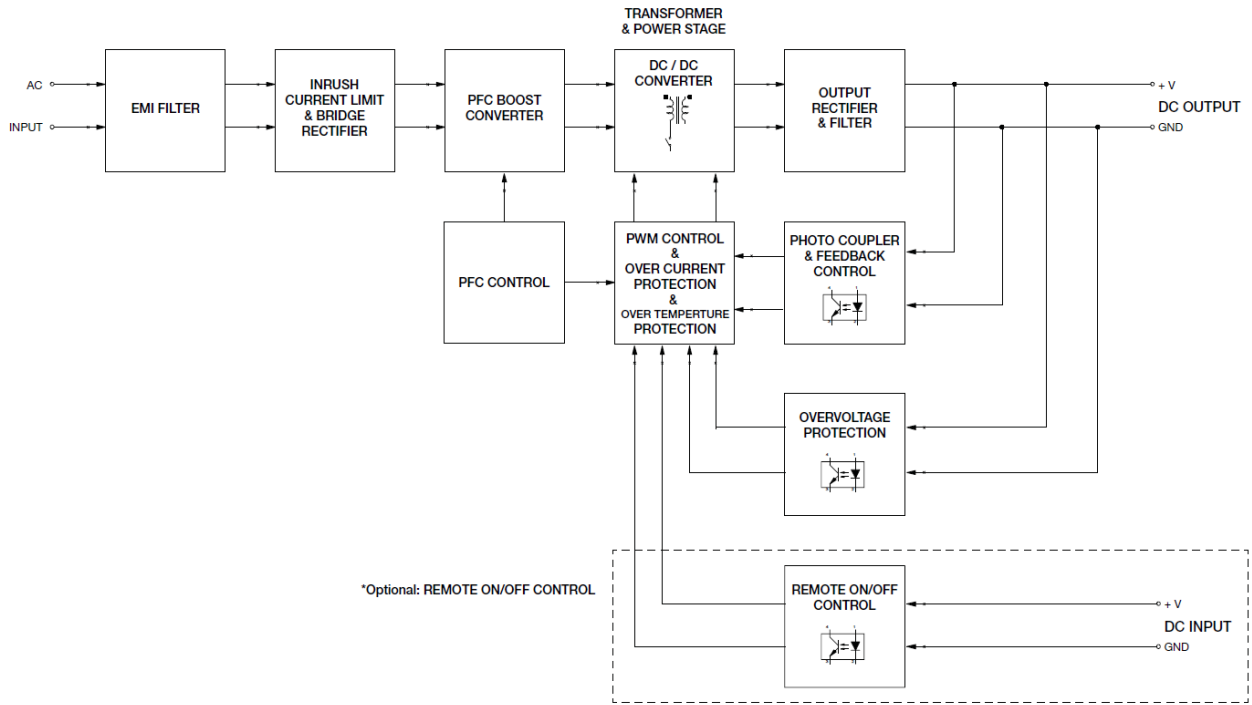 TRANSFORMER
& POWER STAGE
AC
INPUT
EMI FILTER
INRUSH
CURRENT LIMIT
& BRIDGE
RECTIFIER
PFC BOOST
CONVERTER
DC / DC
CONVERTER
OUTPUT
RECTIFIER
& FILTER
+ V
DC OUTPUT
GND
PFC CONTROL
PWM CONTROL
&
OVER CURRENT
PROTECTION
&
OVER TEMPERTURE
PROTECTION
PHOTO COUPLER
& FEEDBACK
CONTROL
OVERVOLTAGE
PROTECTION
*Optional: REMOTE ON/OFF CONTROL
REMOTE ON/OFF
CONTROL
+ V
DC INPUT
GND